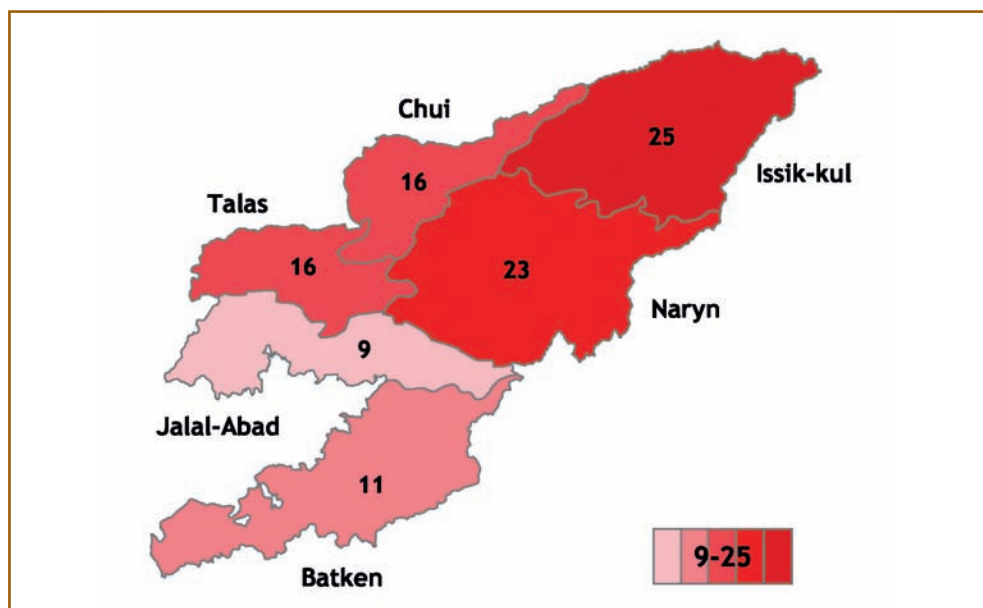 Chui
25
Issik-kul
16
Talas
16
23
Naryn
9
Jalal-Abad
11
9-25
Batken